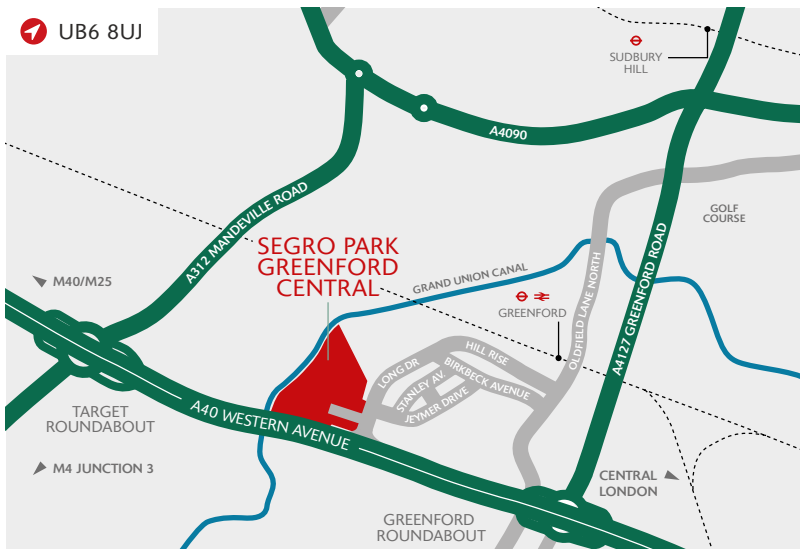 UB6 8UJ
SUDBURY
HILL
A4090
A312 MANDEVILLE ROAD
GOLF
COURSE
SEGRO PARK
GREENFORD
CENTRAL
GRAND UNION CANAL
M40/M25
GREENFORD
OLDFIELD LANE NORTH
A4127 GREENFORD ROAD
HILL RISE
LONG DR
BIRKBECK AVENUE
STANLEY AV.
JEYMER DRIVE
TARGET
ROUNDABOUT
A40 WESTERN AVENUE
M4 JUNCTION 3
CENTRAL
LONDON
GREENFORD
ROUNDABOUT